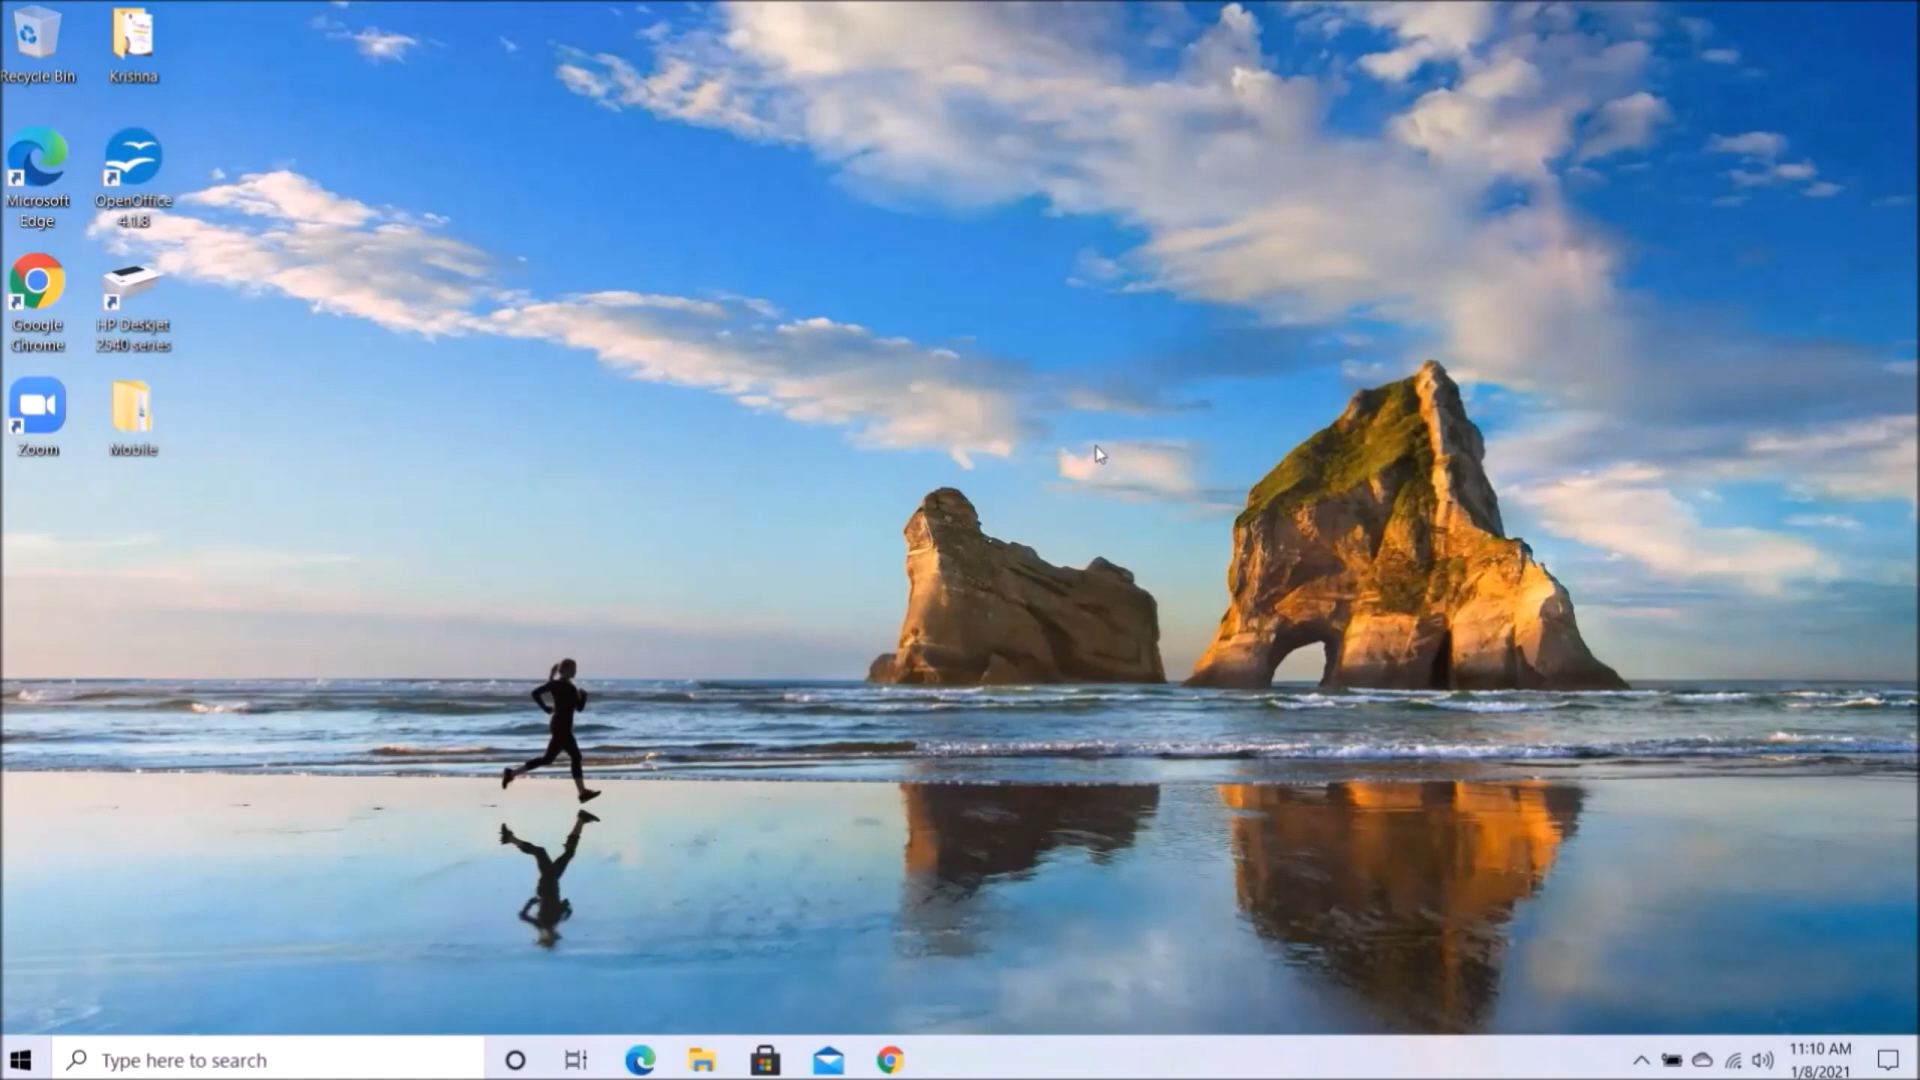 Recycle Bin
Krishna
Microsoft
Edge
OpenOffice
4.1.8
Google
Chrome
HP Deskjet
2540 series
Zoom
Mobile
Type here to search
11:10 AM
1/8/2021